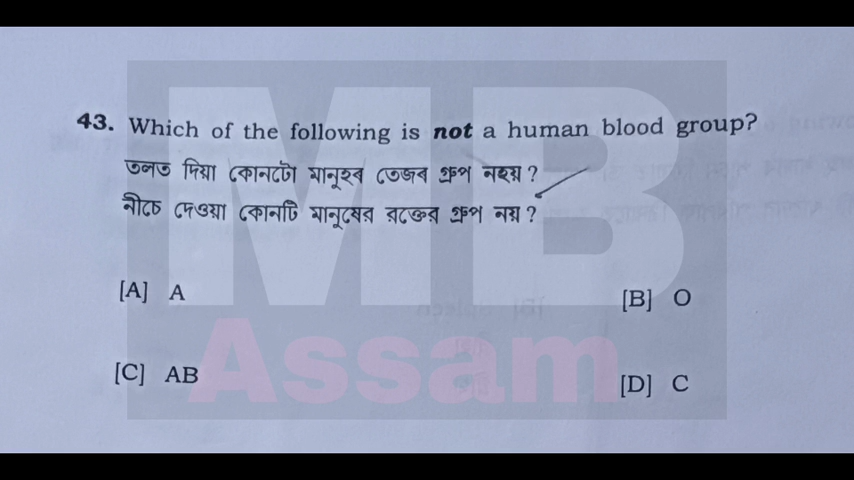 43. Which of the following is not a human blood group?
তলত দিয়া কোনটো মানুহৰ তেজৰ গ্ৰুপ নহয় ?
নীচে দেওয়া কোনটি মানুষের রক্তের গ্রুপ নয় ?
[A] A
[B] O
[C] AB
[D] C
MB
Assam